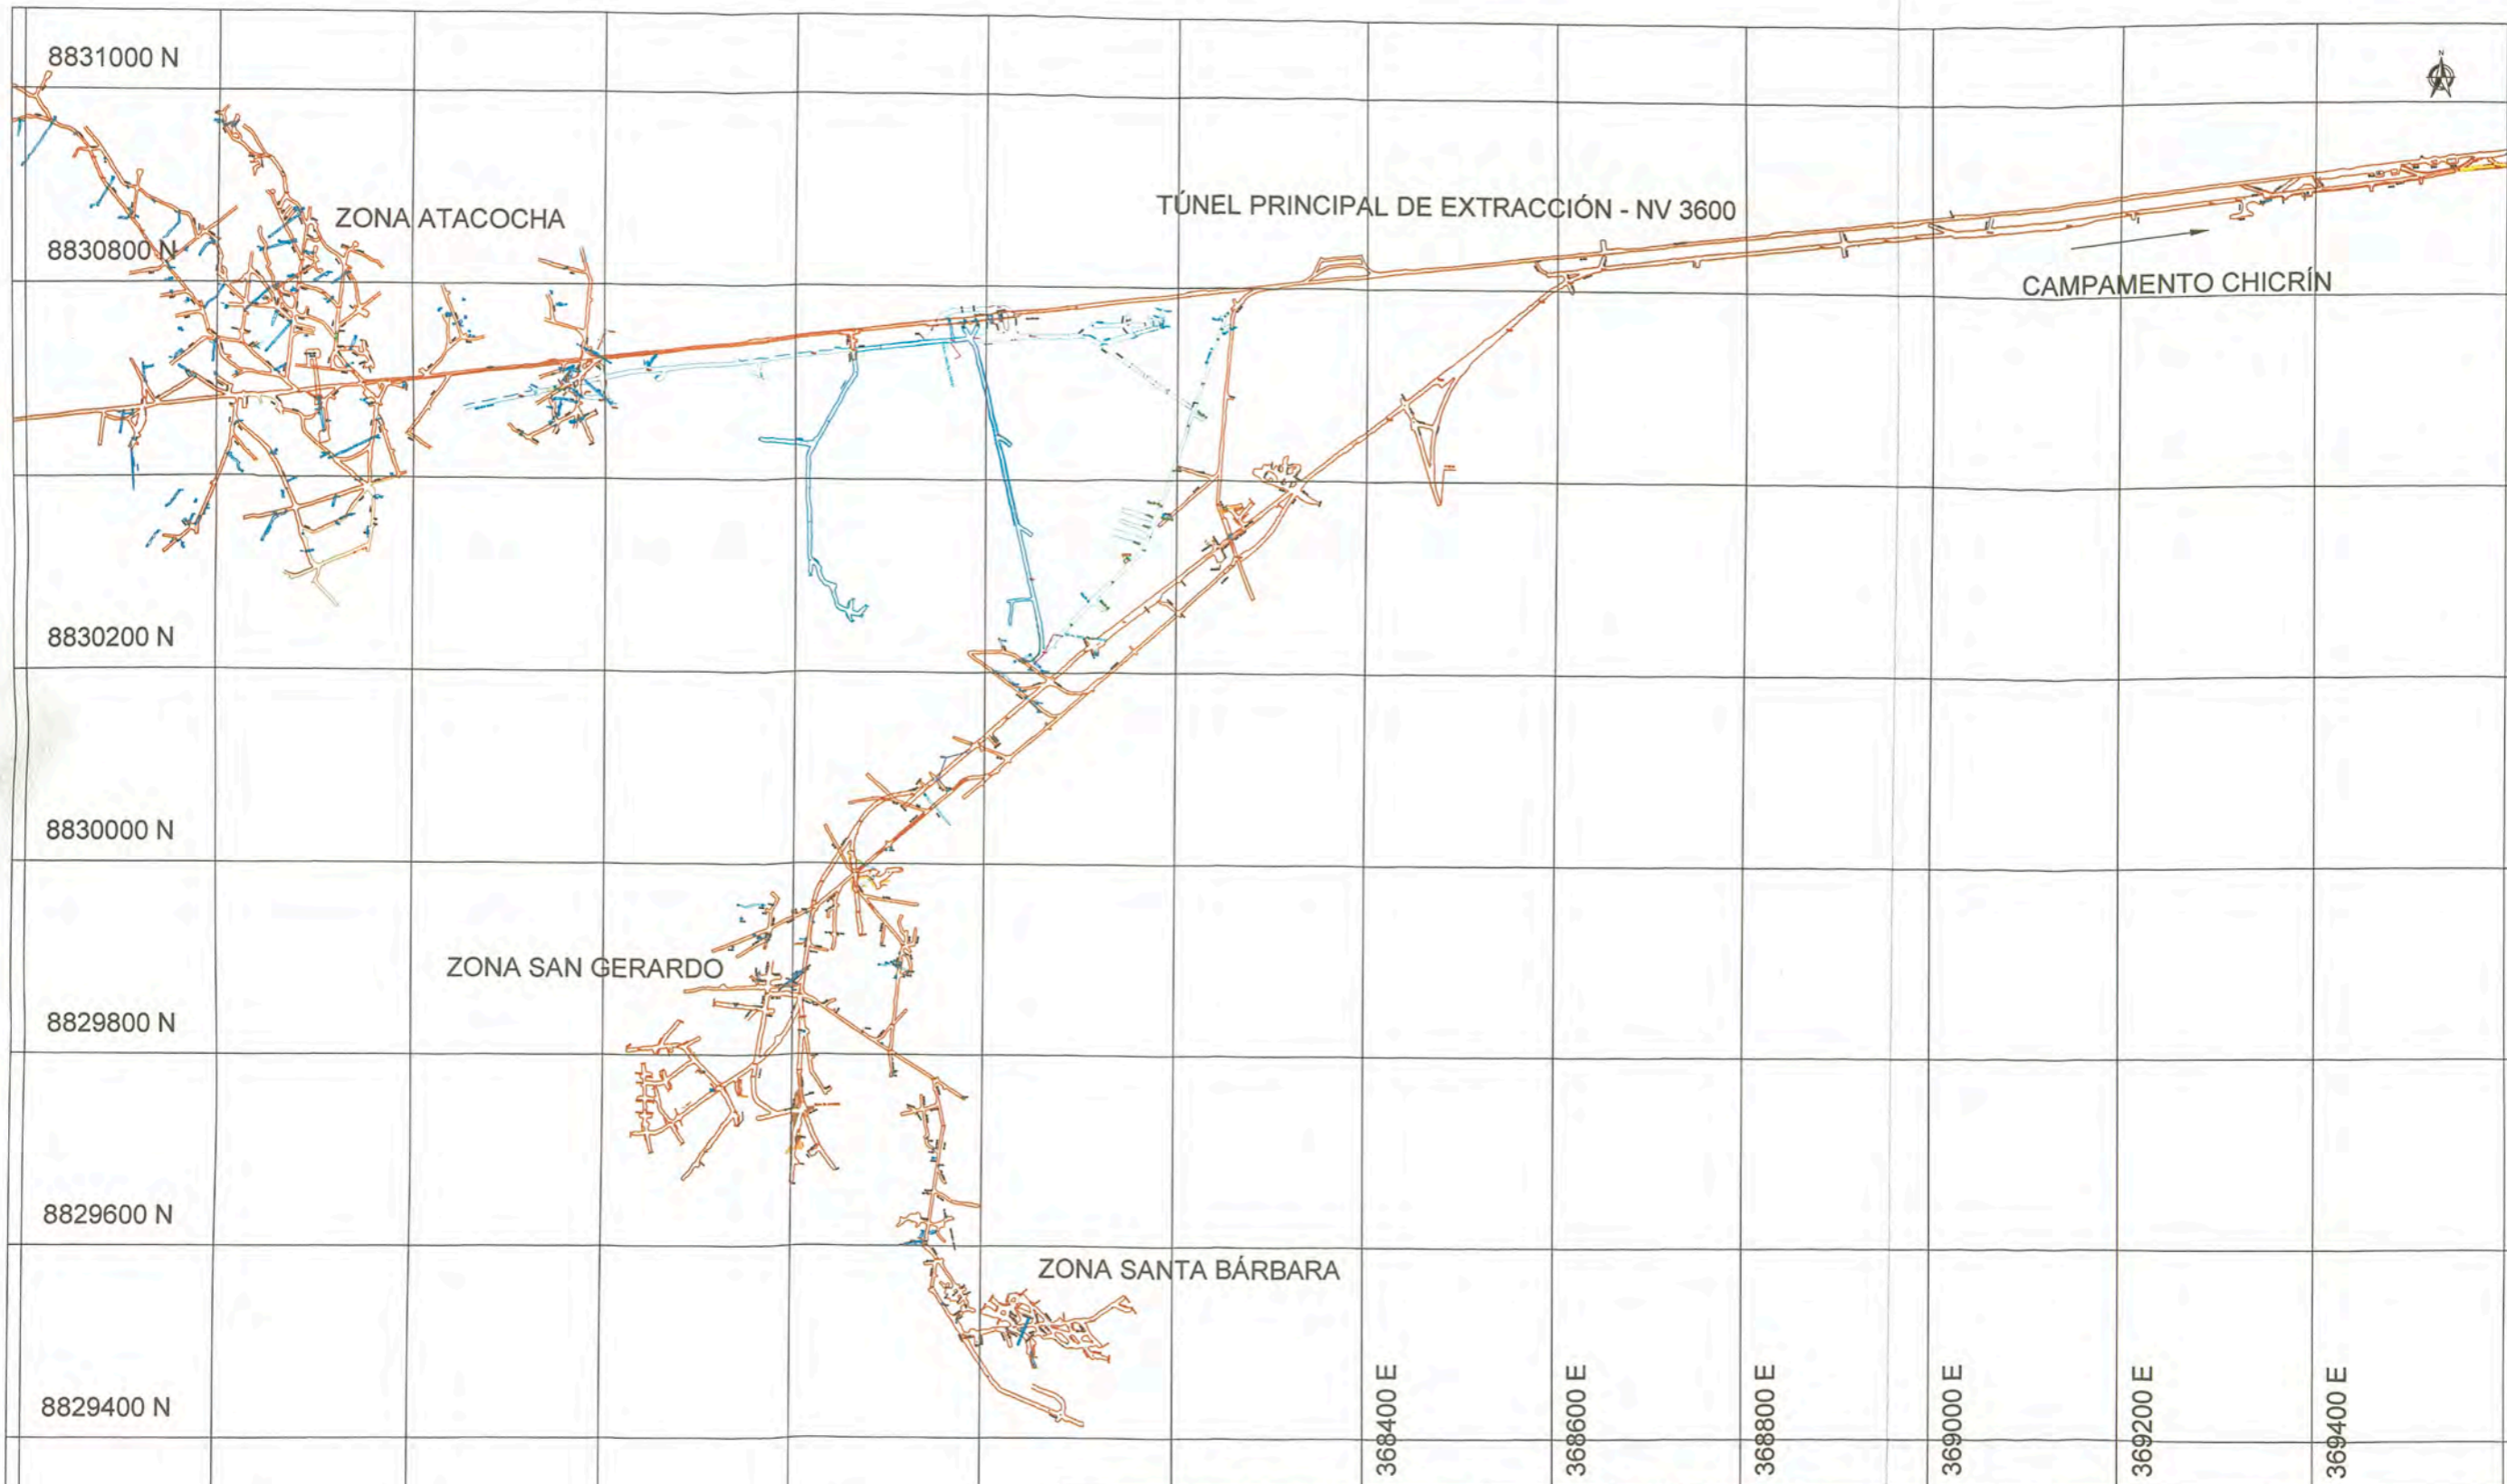 8831000 N
N
ZONA ATACOCHA
TÚNEL PRINCIPAL DE EXTRACCIÓN - NV 3600
8830800 N
CAMPAMENTO CHICRÍN
8830200 N
8830000 N
ZONA SAN GERARDO
8829800 N
8829600 N
ZONA SANTA BÁRBARA
8829400 N
368400 E
368600 E
368800 E
369000 E
369200 E
369400 E